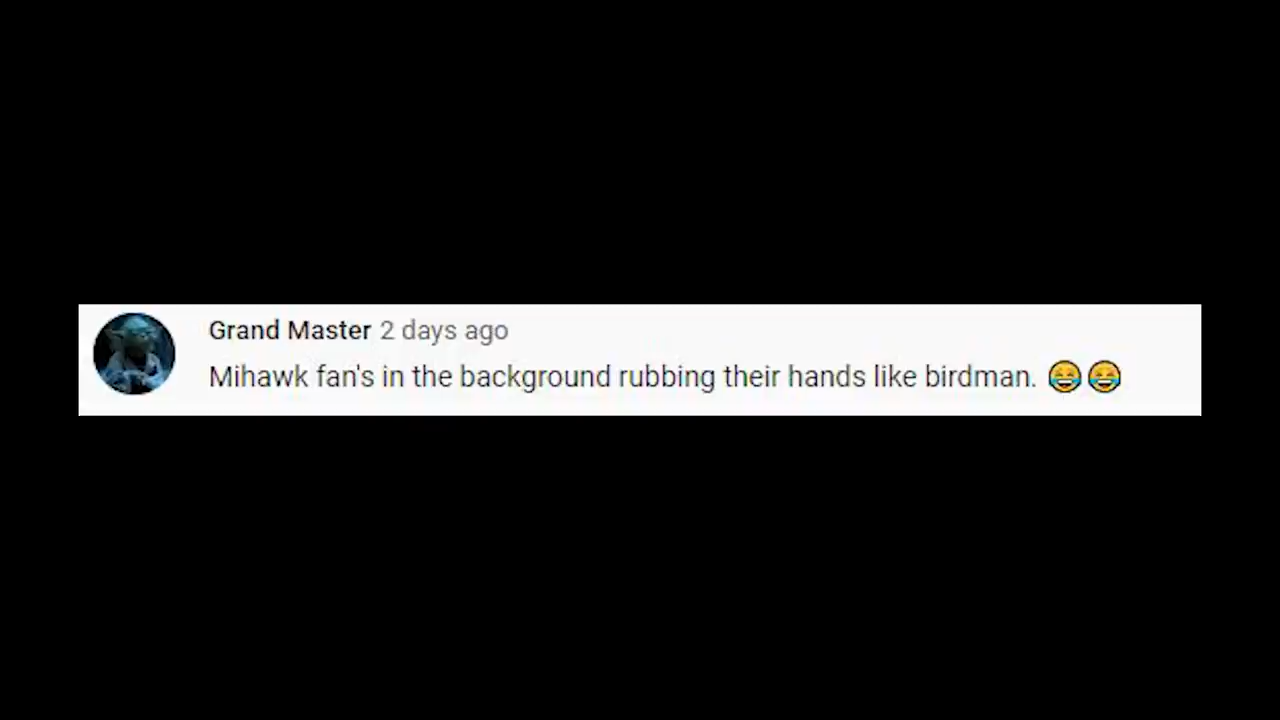 Grand Master 2 days ago
Mihawk fan's in the background rubbing their hands like birdman. 😂😂